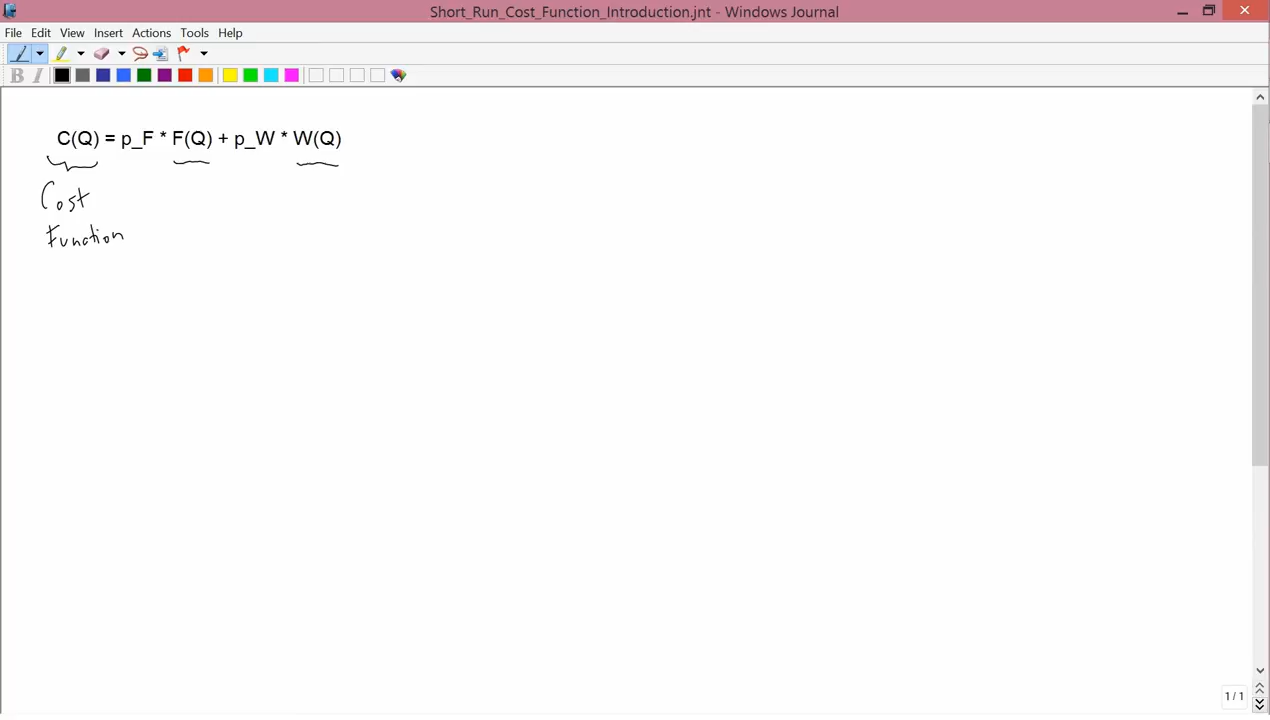 Short_Run_Cost_Function_Introduction.jnt - Windows Journal
File Edit View Insert Actions Tools Help
B I
C(Q) = p_F * F(Q) + p_W * W(Q)
Cost
Function
1 / 1